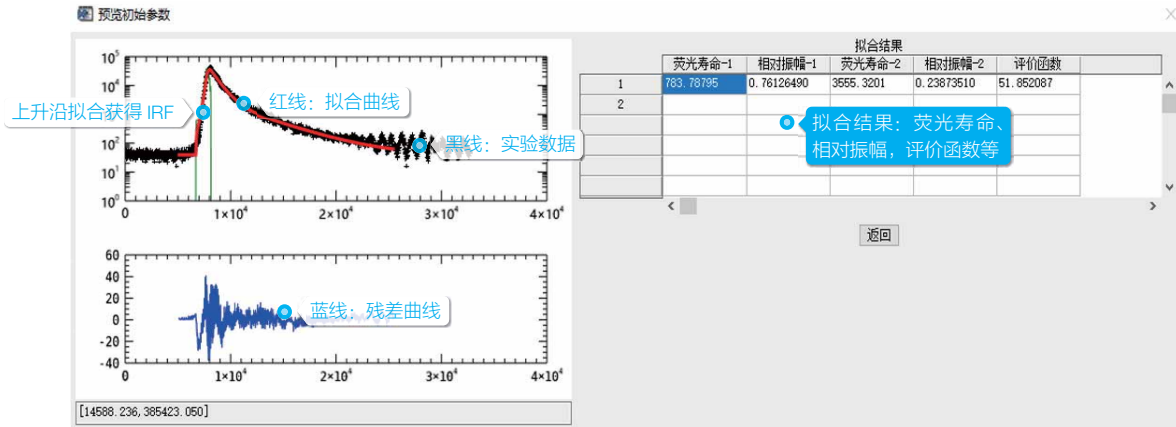 预览初始参数
10⁵
10⁴
10²
10¹
10⁰
0
1×10⁴
2×10⁴
3×10⁴
4×10⁴
上升沿拟合获得 IRF
红线：拟合曲线
黑线：实验数据
60
40
20
0
-20
-40
0
1×10⁴
2×10⁴
3×10⁴
4×10⁴
蓝线：残差曲线
[14588.236,385423.050]
拟合结果
荧光寿命-1 相对振幅-1 荧光寿命-2 相对振幅-2 评价函数
1 783.78795 0.76126490 3555.3201 0.23873510 51.852087
2
拟合结果：荧光寿命、
相对振幅，评价函数等
返回